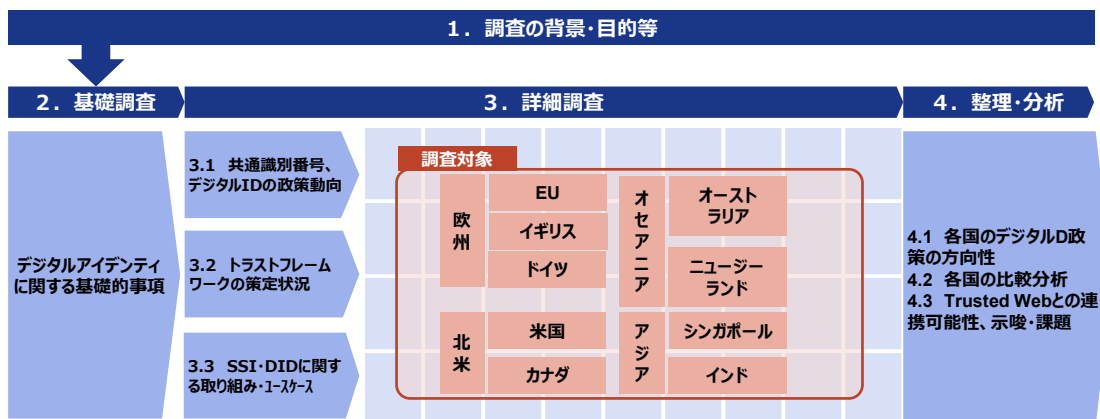 1．調査の背景･目的等
2．基礎調査
3．詳細調査
4．整理･分析
デジタルアイデンティ
に関する基礎的事項
3.1 共通識別番号、
デジタルIDの政策動向
3.2 トラストフレーム
ワークの策定状況
3.3 SSI･DIDに関す
る取り組み･ﾕｰｽｹｰｽ
調査対象
欧州
EU
イギリス
ドイツ
北米
米国
カナダ
オセアニア
オースト
ラリア
ニュージー
ランド
アジア
シンガポール
インド
4.1 各国のデジタルD政
策の方向性
4.2 各国の比較分析
4.3 Trusted Webとの連
携可能性、示唆･課題